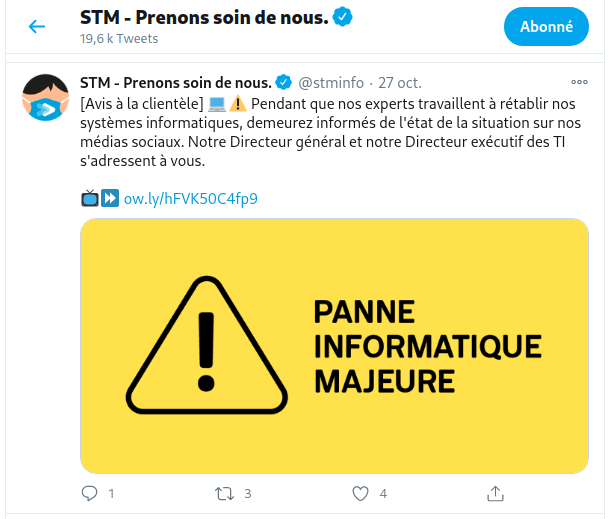 STM - Prenons soin de nous.
19,6 k Tweets
Abonné
STM - Prenons soin de nous. @stminfo · 27 oct.
[Avis à la clientèle] 💻⚠️ Pendant que nos experts travaillent à rétablir nos
systèmes informatiques, demeurez informés de l'état de la situation sur nos
médias sociaux. Notre Directeur général et notre Directeur exécutif des TI
s'adressent à vous.
📺⏩ ow.ly/hFVK50C4fp9
PANNE
INFORMATIQUE
MAJEURE
1 3 4